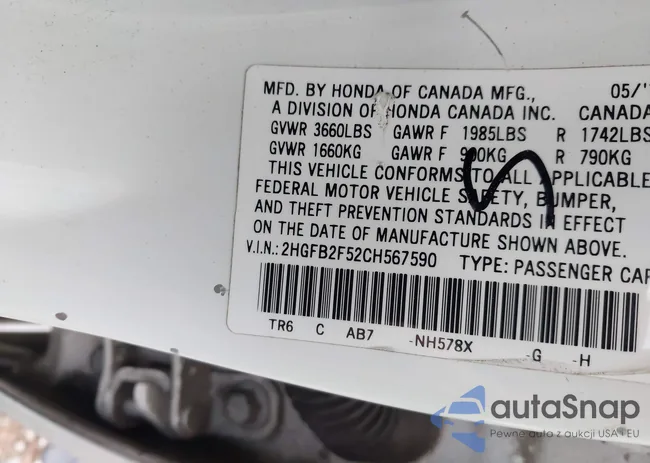 MFD. BY HONDA OF CANADA MFG., 05/'
A DIVISION OF HONDA CANADA INC. CANADA
GVWR 3660LBS GAWR F 1985LBS R 1742LBS
GVWR 1660KG GAWR F 900KG R 790KG
THIS VEHICLE CONFORMS TO ALL APPLICABLE
FEDERAL MOTOR VEHICLE SAFETY, BUMPER,
AND THEFT PREVENTION STANDARDS IN EFFECT
ON THE DATE OF MANUFACTURE SHOWN ABOVE.
V.I.N.: 2HGFB2F52CH567590 TYPE: PASSENGER CAR
TR6 C AB7 -NH578X -G -H
autaSnap
Pewne auto z aukcji USA i EU